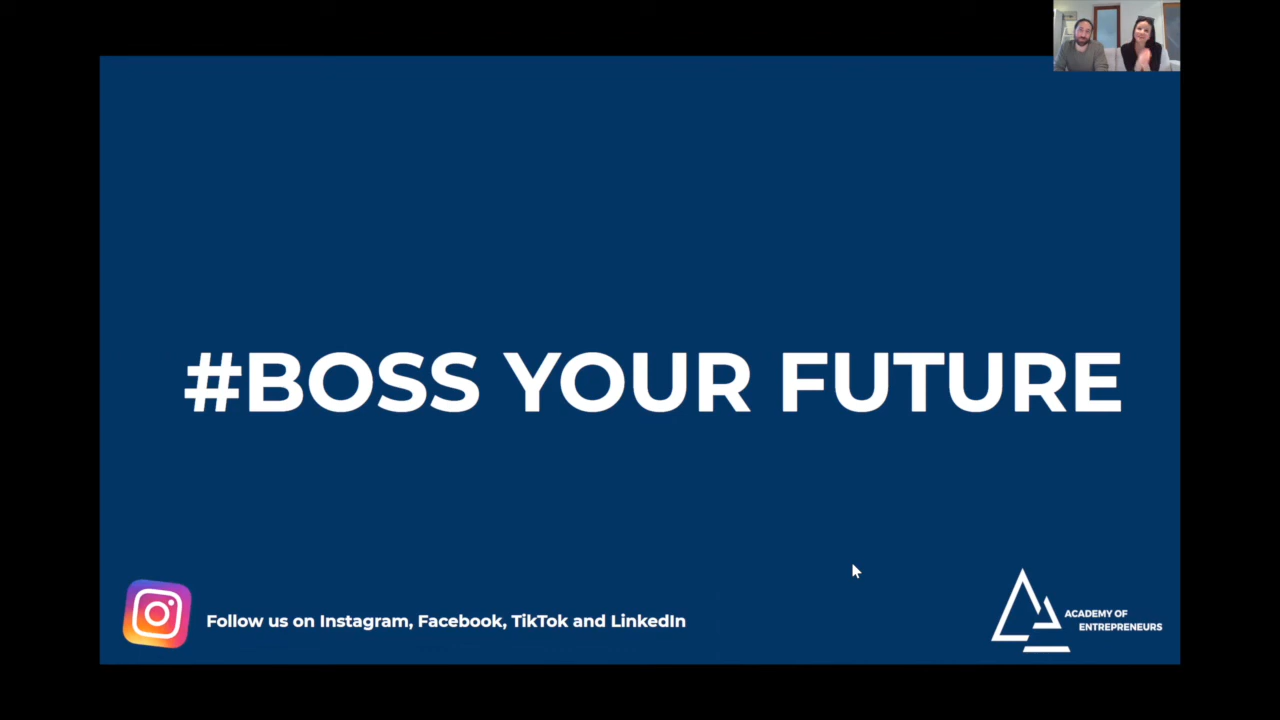 #BOSS YOUR FUTURE
Follow us on Instagram, Facebook, TikTok and LinkedIn
ACADEMY OF
ENTREPRENEURS